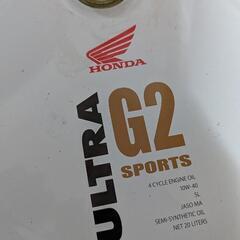 HONDA
ULTRA
G2
SPORTS
4 CYCLE ENGINE OIL
10W-40
SL
JASO MA
SEMI-SYNTHETIC OIL
NET 20 LITERS